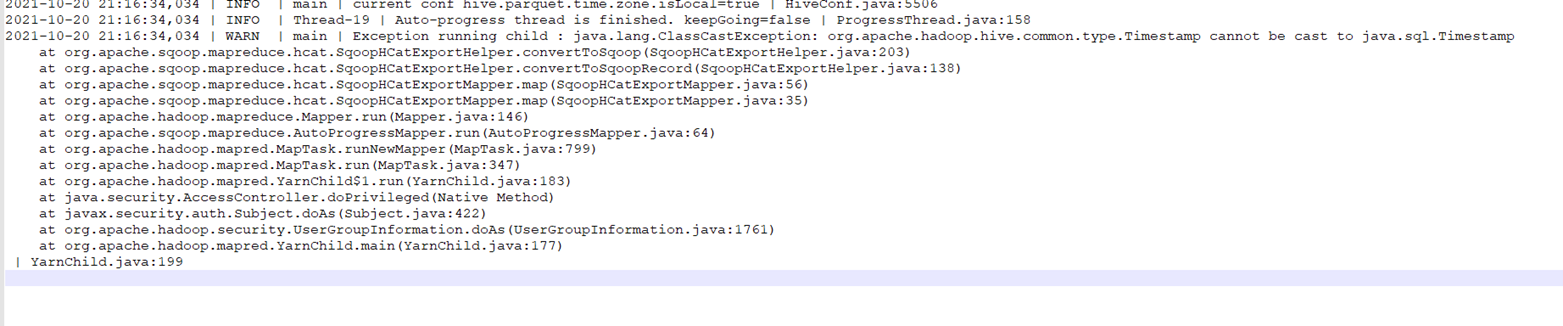 2021-10-20 21:16:34,034 | INFO  | main | current conf hive.parquet.time.zone.isLocal=true | HiveConf.java:5506
2021-10-20 21:16:34,034 | INFO  | Thread-19 | Auto-progress thread is finished. keepGoing=false | ProgressThread.java:158
2021-10-20 21:16:34,034 | WARN  | main | Exception running child : java.lang.ClassCastException: org.apache.hadoop.hive.common.type.Timestamp cannot be cast to java.sql.Timestamp
at org.apache.sqoop.mapreduce.hcat.SqoopHCatExportHelper.convertToSqoop(SqoopHCatExportHelper.java:203)
at org.apache.sqoop.mapreduce.hcat.SqoopHCatExportHelper.convertToSqoopRecord(SqoopHCatExportHelper.java:138)
at org.apache.sqoop.mapreduce.hcat.SqoopHCatExportMapper.map(SqoopHCatExportMapper.java:56)
at org.apache.sqoop.mapreduce.hcat.SqoopHCatExportMapper.map(SqoopHCatExportMapper.java:35)
at org.apache.hadoop.mapreduce.Mapper.run(Mapper.java:146)
at org.apache.sqoop.mapreduce.AutoProgressMapper.run(AutoProgressMapper.java:64)
at org.apache.hadoop.mapred.MapTask.runNewMapper(MapTask.java:799)
at org.apache.hadoop.mapred.MapTask.run(MapTask.java:347)
at org.apache.hadoop.mapred.YarnChild$1.run(YarnChild.java:183)
at java.security.AccessController.doPrivileged(Native Method)
at javax.security.auth.Subject.doAs(Subject.java:422)
at org.apache.hadoop.security.UserGroupInformation.doAs(UserGroupInformation.java:1761)
at org.apache.hadoop.mapred.YarnChild.main(YarnChild.java:177)
| YarnChild.java:199